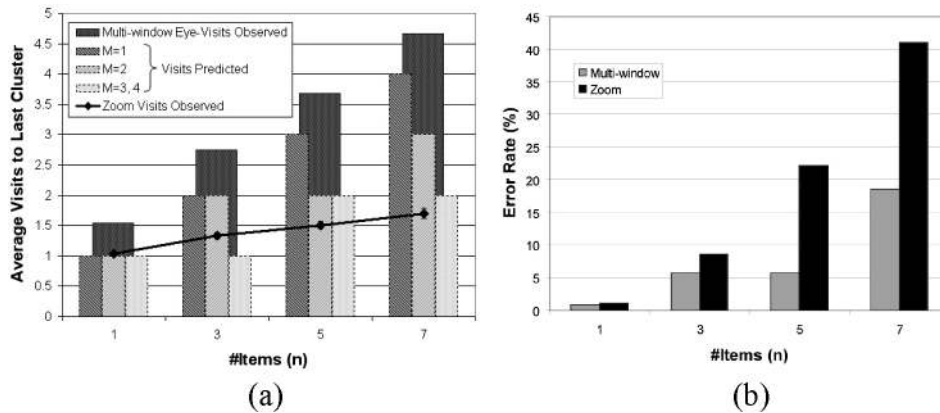 5
4.5
4
3.5
3
2.5
2
1.5
1
0.5
0
Average Visits to Last Cluster
Multi-window Eye-Visits Observed
M=1
M=2
M=3, 4
Visits Predicted
Zoom Visits Observed
1 3 5 7
#Items (n)
(a)
45
40
35
30
25
20
15
10
5
0
Error Rate (%)
Multi-window
Zoom
1 3 5 7
#Items (n)
(b)